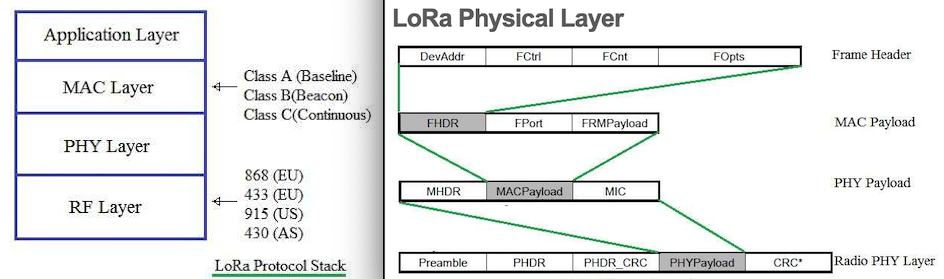 Application Layer
MAC Layer
PHY Layer
RF Layer
Class A (Baseline)
Class B(Beacon)
Class C(Continuous)
868 (EU)
433 (EU)
915 (US)
430 (AS)
LoRa Protocol Stack
LoRa Physical Layer
DevAddr FCtrl FCnt FOpts Frame Header
FHDR FPort FRMPayload MAC Payload
MHDR MACPayload MIC PHY Payload
Preamble PHDR PHDR_CRC PHYPayload CRC* Radio PHY Layer